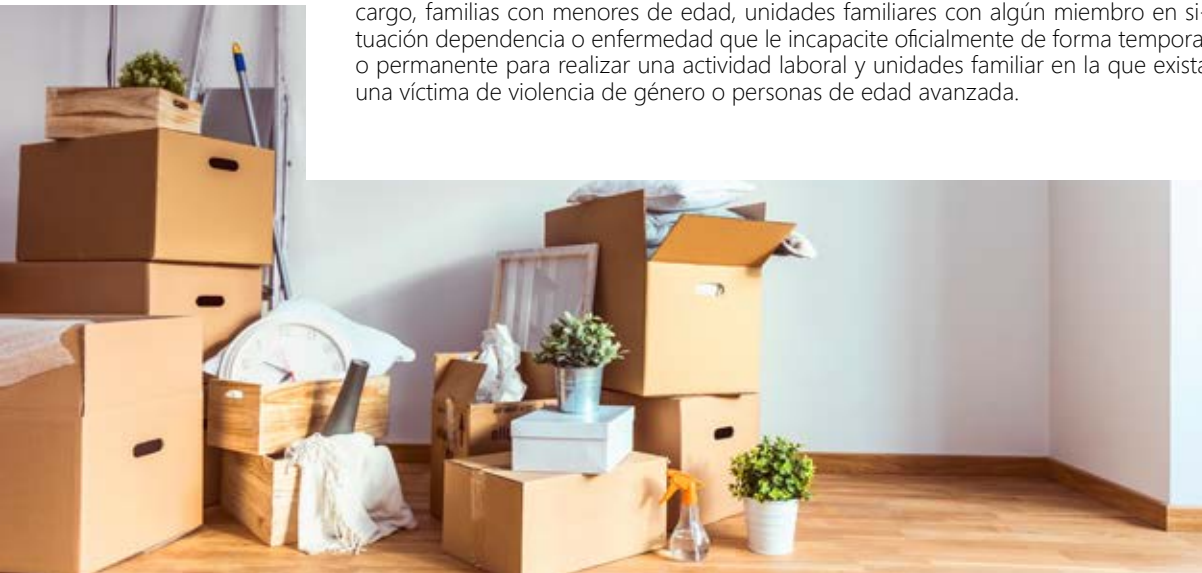 cargo, familias con menores de edad, unidades familiares con algún miembro en si-
tuación dependencia o enfermedad que le incapacite oficialmente de forma tempora
o permanente para realizar una actividad laboral y unidades familiar en la que exista
una víctima de violencia de género o personas de edad avanzada.